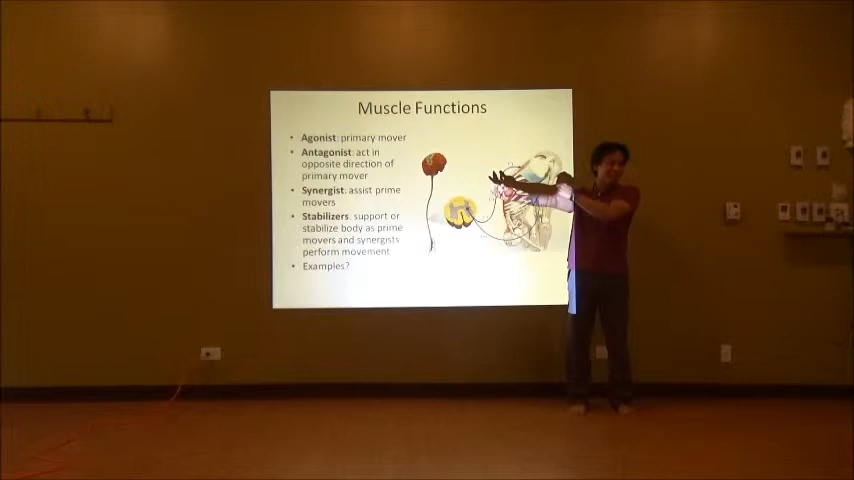 Muscle Functions
• Agonist: primary mover
• Antagonist: act in
opposite direction of
primary mover
• Synergist: assist prime
movers
• Stabilizers: support or
stabilize body as prime
movers and synergists
perform movement
• Examples?